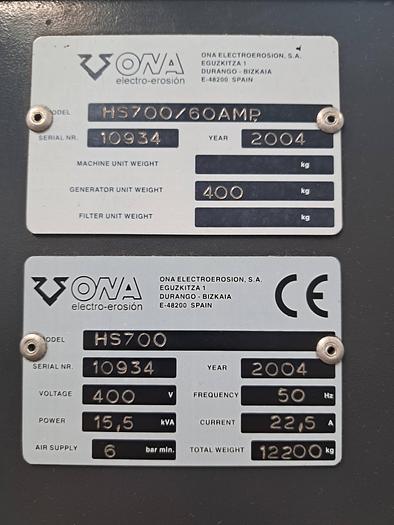 ONA
electro-erosión
ONA ELECTROEROSION, S.A.
EGUZKITZA 1
DURANGO - BIZKAIA
E-48200 SPAIN
MODEL HS700/60AMP.
SERIAL NR. 10934 YEAR 2004
MACHINE UNIT WEIGHT kg
GENERATOR UNIT WEIGHT 400 kg
FILTER UNIT WEIGHT kg
ONA
electro-erosión
ONA ELECTROEROSION, S.A.
EGUZKITZA 1
DURANGO - BIZKAIA
E-48200 SPAIN
CE
MODEL HS700
SERIAL NR. 10934 YEAR 2004
VOLTAGE 400 V FREQUENCY 50 Hz
POWER 15,5 kVA CURRENT 22,5 A
AIR SUPPLY 6 bar min. TOTAL WEIGHT 12200 kg